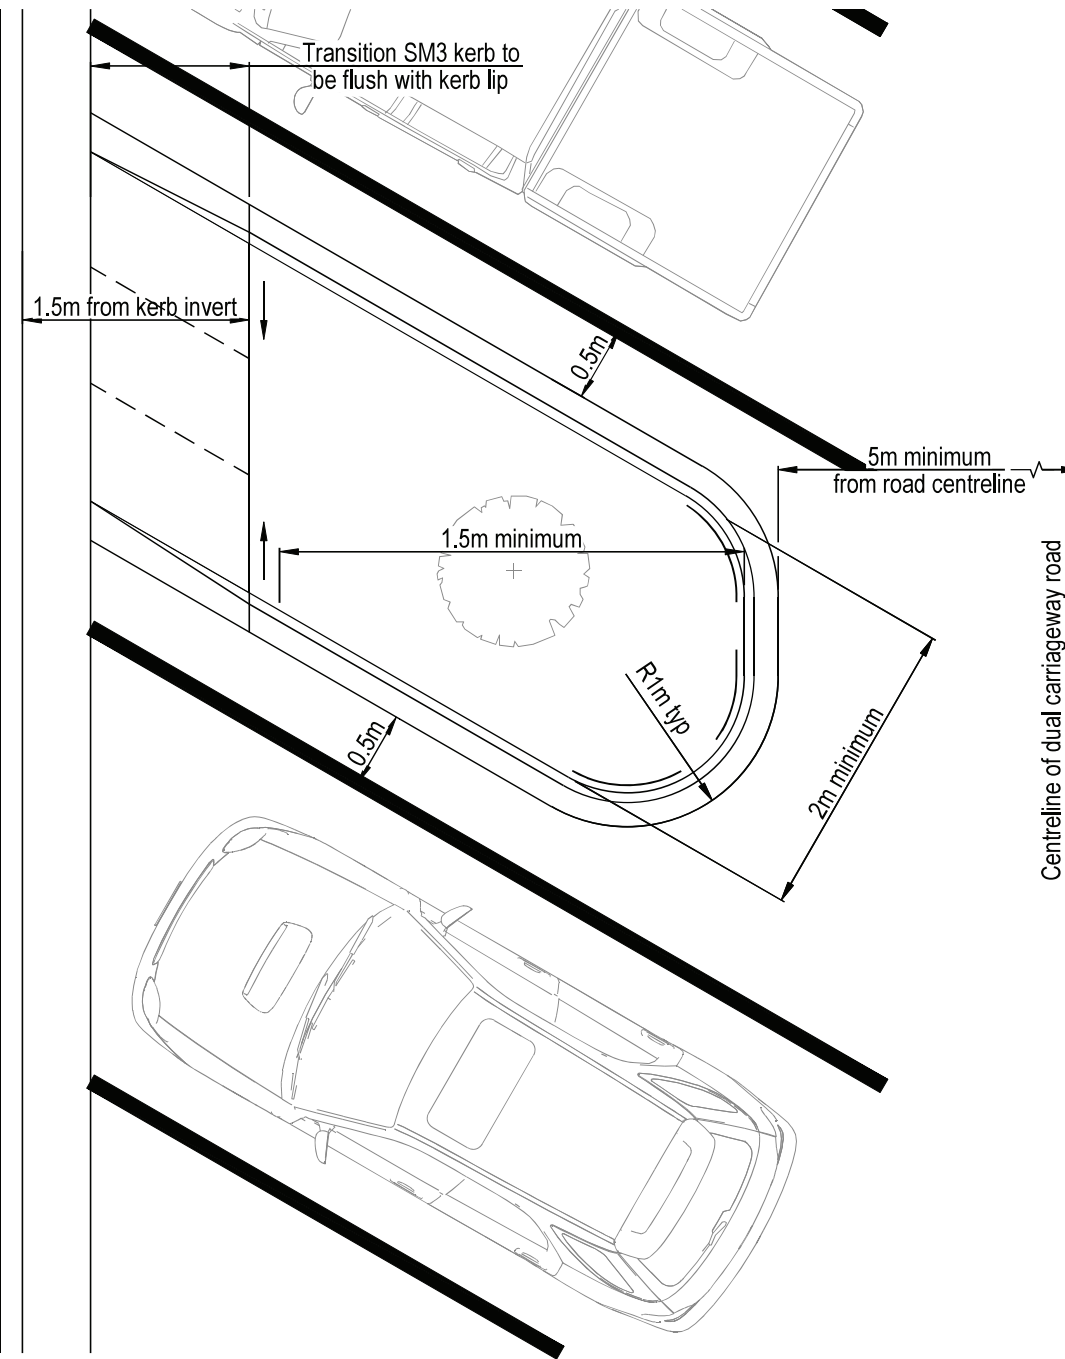 Transition SM3 kerb to
be flush with kerb lip
1.5m from kerb invert
0.5m
5m minimum
from road centreline
1.5m minimum
Centreline of dual carriageway road
R1m typ
0.5m
2m minimum